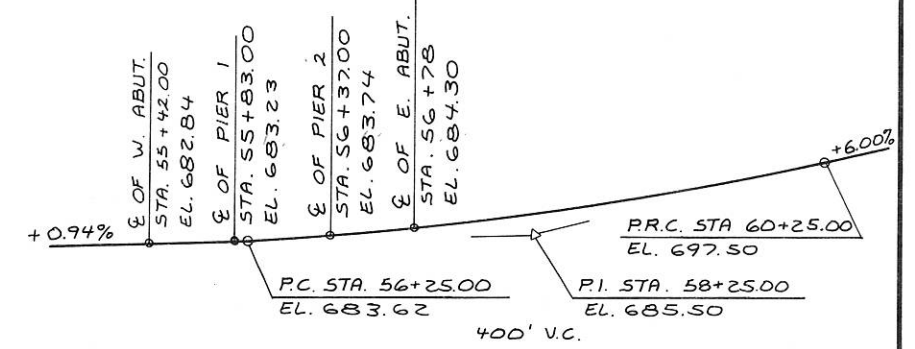 ℄ OF W. ABUT.
STA. 55+42.00
EL. 682.84
℄ OF PIER 1
STA. 55+83.00
EL. 683.23
℄ OF PIER 2
STA. 56+37.00
EL. 683.74
℄ OF E. ABUT.
STA. 56+78
EL. 684.30
+6.00%
+0.94%
P.R.C. STA 60+25.00
EL. 697.50
P.C. STA. 56+25.00
EL. 683.62
P.I. STA. 58+25.00
EL. 685.50
400' V.C.